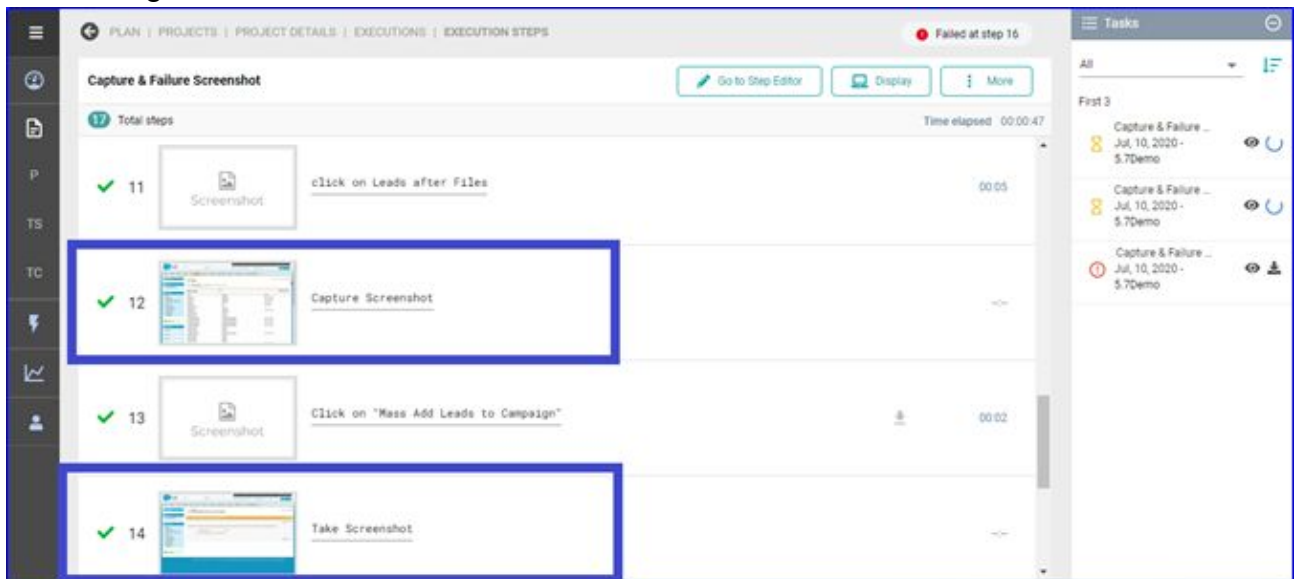 PLAN | PROJECTS | PROJECT DETAILS | EXECUTIONS | EXECUTION STEPS
Failed at step 16
Capture & Failure Screenshot
Go to Step Editor
Display
More
17 Total steps
Time elapsed 00:00:47
11
Screenshot
click on Leads after Files
00:05
P
TS
TC
12
Capture Screenshot
--:--
13
Screenshot
Click on "Mass Add Leads to Campaign"
00:02
14
Take Screenshot
--:--
Tasks
All
First 3
Capture & Failure ...
Jul, 10, 2020 -
5.7Demo
Capture & Failure ...
Jul, 10, 2020 -
5.7Demo
Capture & Failure ...
Jul, 10, 2020 -
5.7Demo